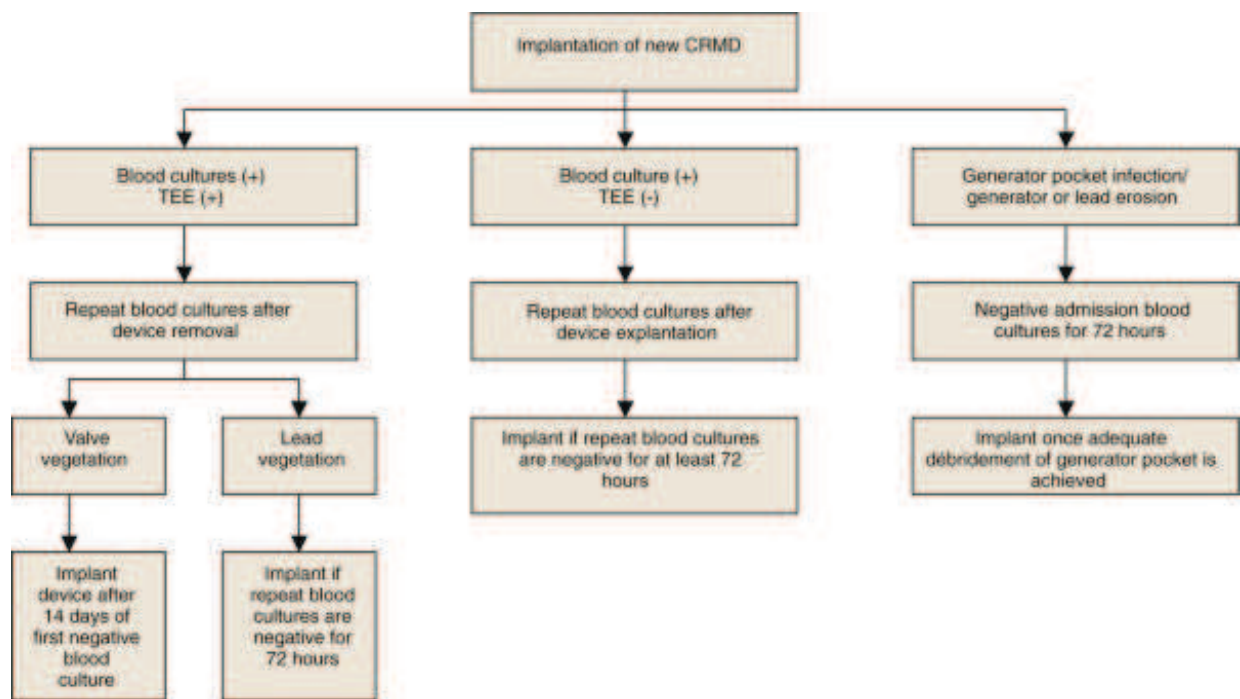 Implantation of new CRMD
Blood cultures (+)
TEE (+)
Blood culture (+)
TEE (-)
Generator pocket infection/
generator or lead erosion
Repeat blood cultures after
device removal
Repeat blood cultures after
device explantation
Negative admission blood
cultures for 72 hours
Valve
vegetation
Lead
vegetation
Implant if repeat blood cultures
are negative for at least 72
hours
Implant once adequate
débridement of generator pocket is
achieved
Implant
device after
14 days of
first negative
blood
culture
Implant if
repeat blood
cultures are
negative for
72 hours